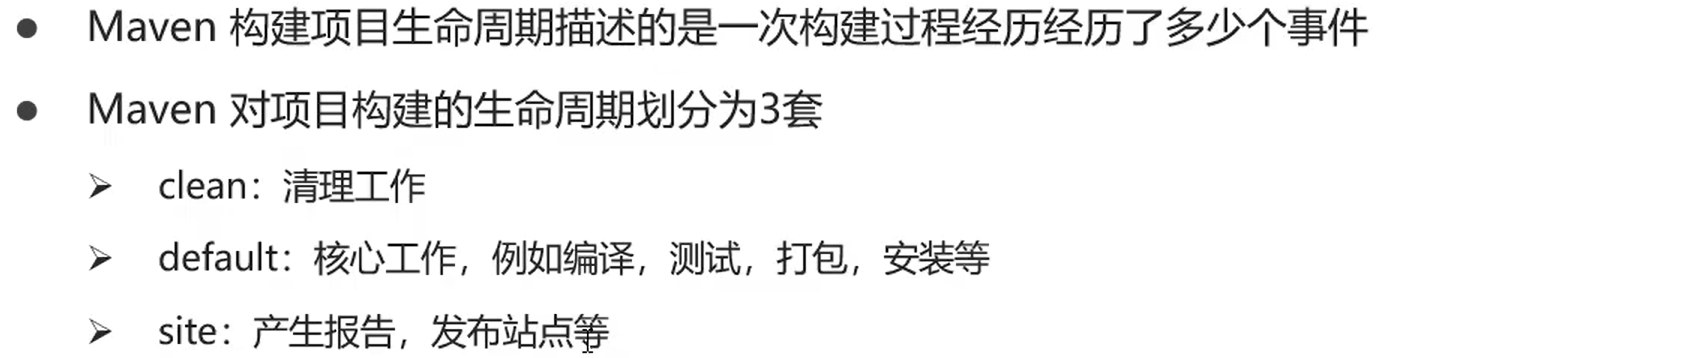 ● Maven 构建项目生命周期描述的是一次构建过程经历经历了多少个事件
● Maven 对项目构建的生命周期划分为3套
➢ clean：清理工作
➢ default：核心工作，例如编译，测试，打包，安装等
➢ site：产生报告，发布站点等